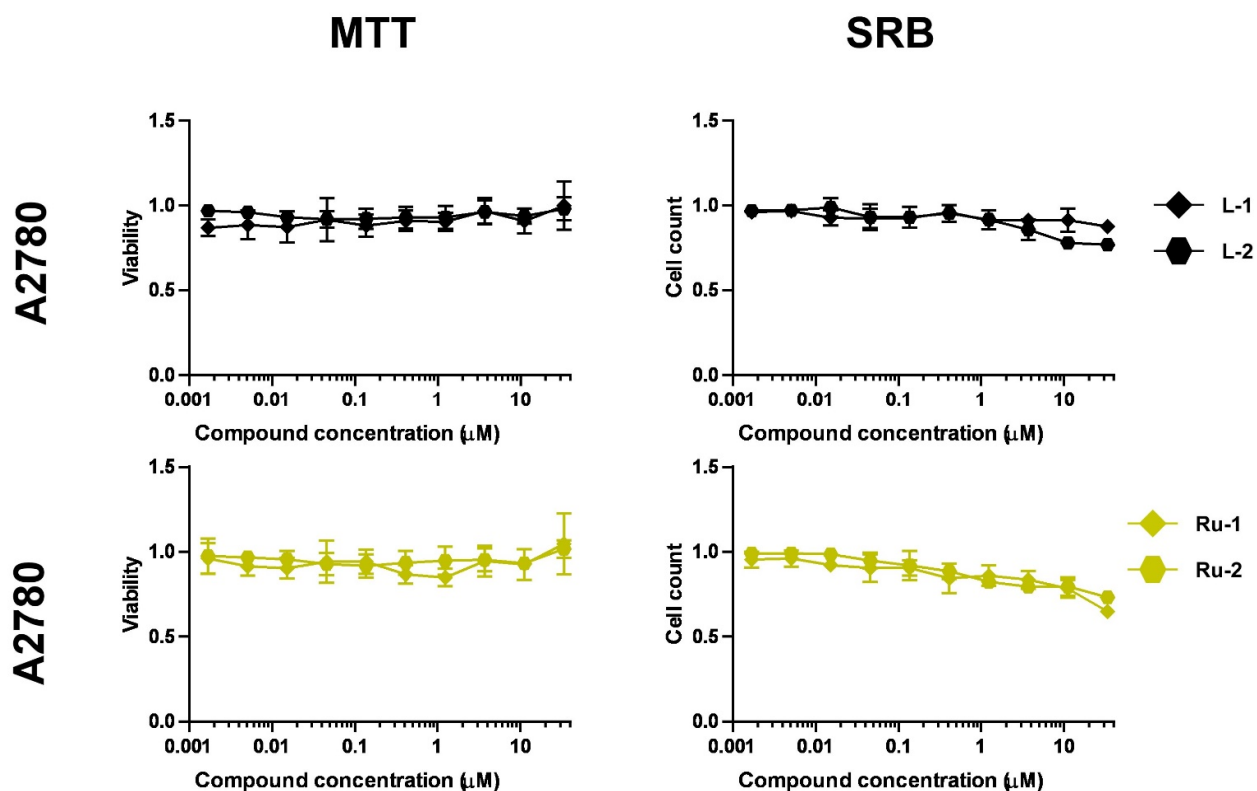 MTT SRB
A2780
1.5 1.5
1.0 1.0
0.5 0.5
0.0 0.0
Viability Cell count
L-1
L-2
0.001 0.01 0.1 1 10 0.001 0.01 0.1 1 10
Compound concentration (μM) Compound concentration (μM)
A2780
1.5 1.5
1.0 1.0
0.5 0.5
0.0 0.0
Viability Cell count
Ru-1
Ru-2
0.001 0.01 0.1 1 10 0.001 0.01 0.1 1 10
Compound concentration (μM) Compound concentration (μM)